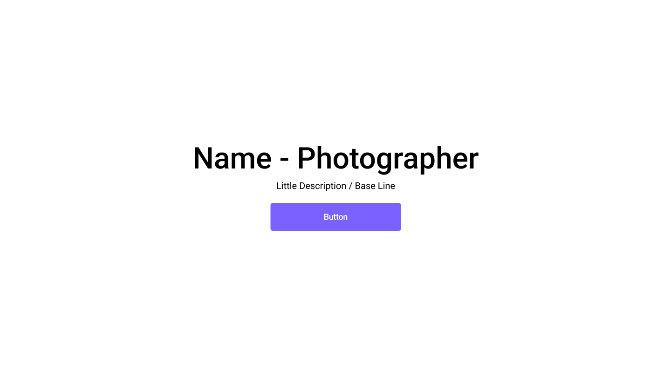 Name - Photographer
Little Description / Base Line
Button